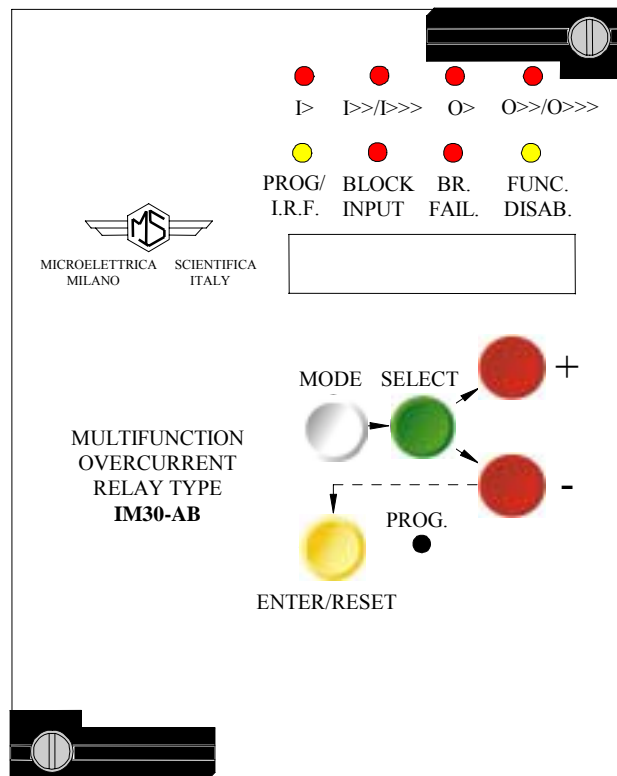 I> I>>/I>>> O> O>>/O>>>
PROG/ BLOCK BR. FUNC.
I.R.F. INPUT FAIL. DISAB.
MS
MICROELETTRICA SCIENTIFICA
MILANO ITALY
MODE SELECT +
MULTIFUNCTION
OVERCURRENT
RELAY TYPE
IM30-AB
-
PROG.
ENTER/RESET